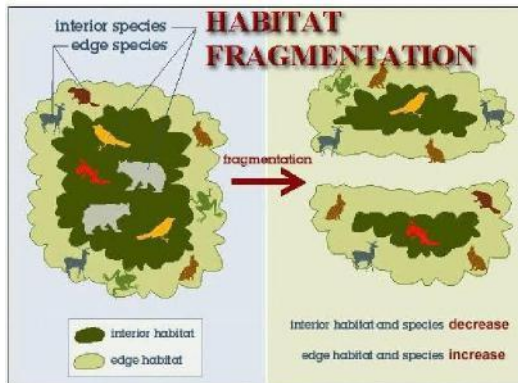 HABITAT
FRAGMENTATION
interior species
edge species
fragmentation
interior habitat
edge habitat
interior habitat and species decrease
edge habitat and species increase